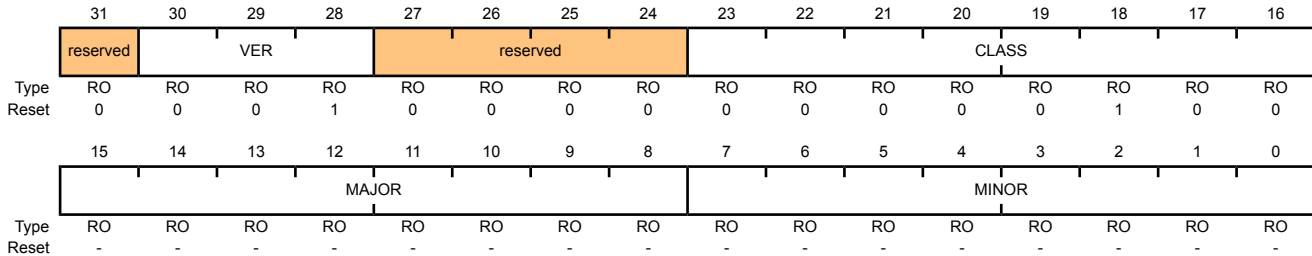 31 30 29 28 27 26 25 24 23 22 21 20 19 18 17 16
reserved VER reserved CLASS
Type RO RO RO RO RO RO RO RO RO RO RO RO RO RO RO RO
Reset 0 0 0 1 0 0 0 0 0 0 0 0 0 1 0 0
15 14 13 12 11 10 9 8 7 6 5 4 3 2 1 0
MAJOR MINOR
Type RO RO RO RO RO RO RO RO RO RO RO RO RO RO RO RO
Reset - - - - - - - - - - - - - - - -